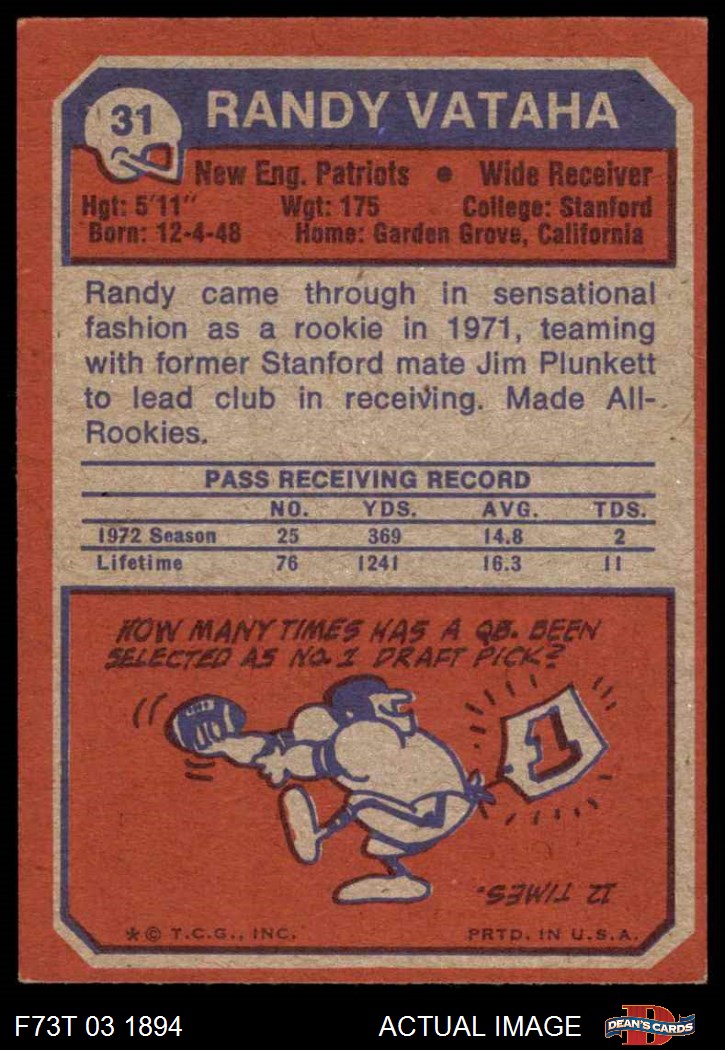 31
RANDY VATAHA
New Eng. Patriots • Wide Receiver
Hgt: 5'11" Wgt: 175 College: Stanford
Born: 12-4-48 Home: Garden Grove, California
Randy came through in sensational
fashion as a rookie in 1971, teaming
with former Stanford mate Jim Plunkett
to lead club in receiving. Made All-
Rookies.
PASS RECEIVING RECORD
NO. YDS. AVG. TDS.
1972 Season 25 369 14.8 2
Lifetime 76 1241 16.3 11
HOW MANY TIMES HAS A QB. BEEN
SELECTED AS NO. 1 DRAFT PICK?
1
12 TIMES.
*© T.C.G., INC. PRTD. IN U.S.A.
F73T 03 1894 ACTUAL IMAGE D DEAN'S CARDS